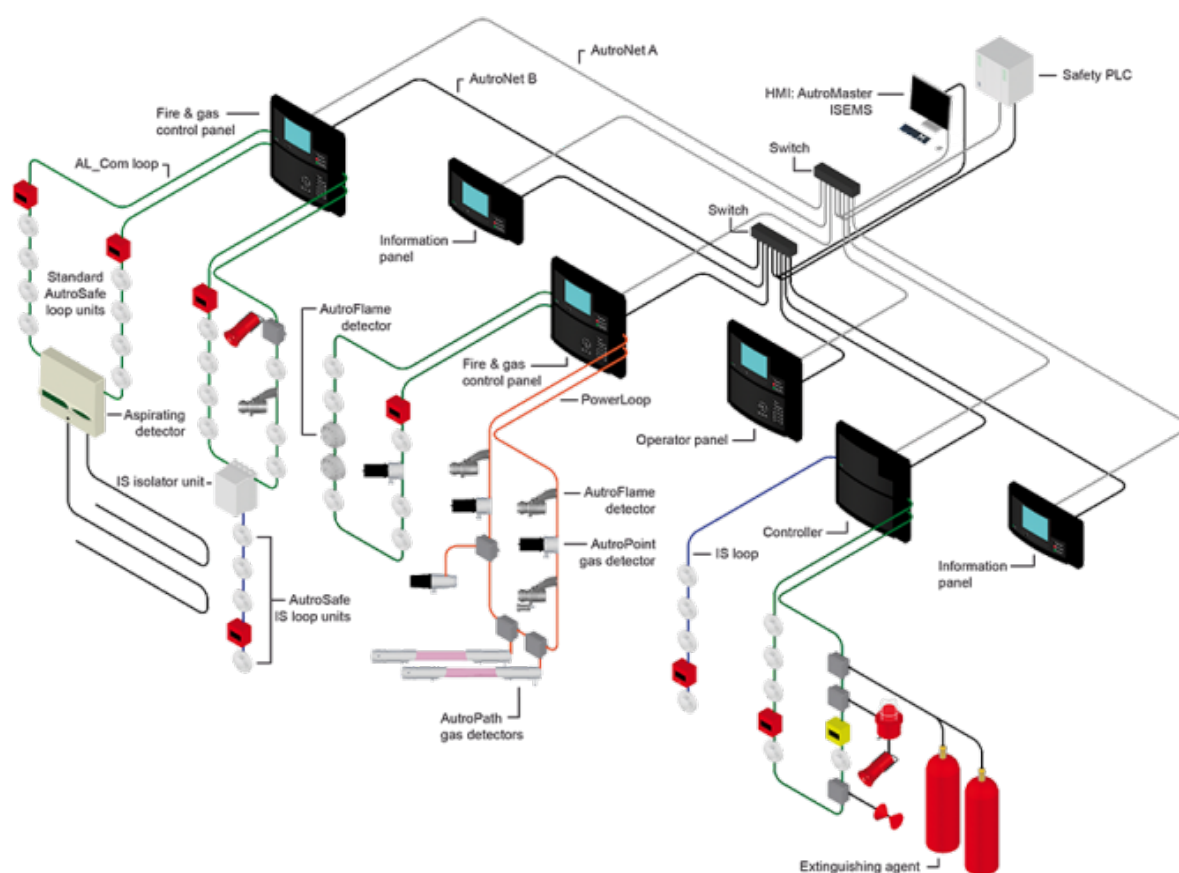 AutroNet A
AutroNet B
Safety PLC
HMI: AutroMaster
ISEMS
Fire & gas
control panel
Switch
AL_Com loop
Switch
Information
panel
Standard
AutroSafe
loop units
AutroFlame
detector
Fire & gas
control panel
PowerLoop
Aspirating
detector
Operator panel
IS isolator unit
AutroFlame
detector
Controller
AutroPoint
gas detector
IS loop
Information
panel
AutroSafe
IS loop units
AutroPath
gas detectors
Extinguishing agent